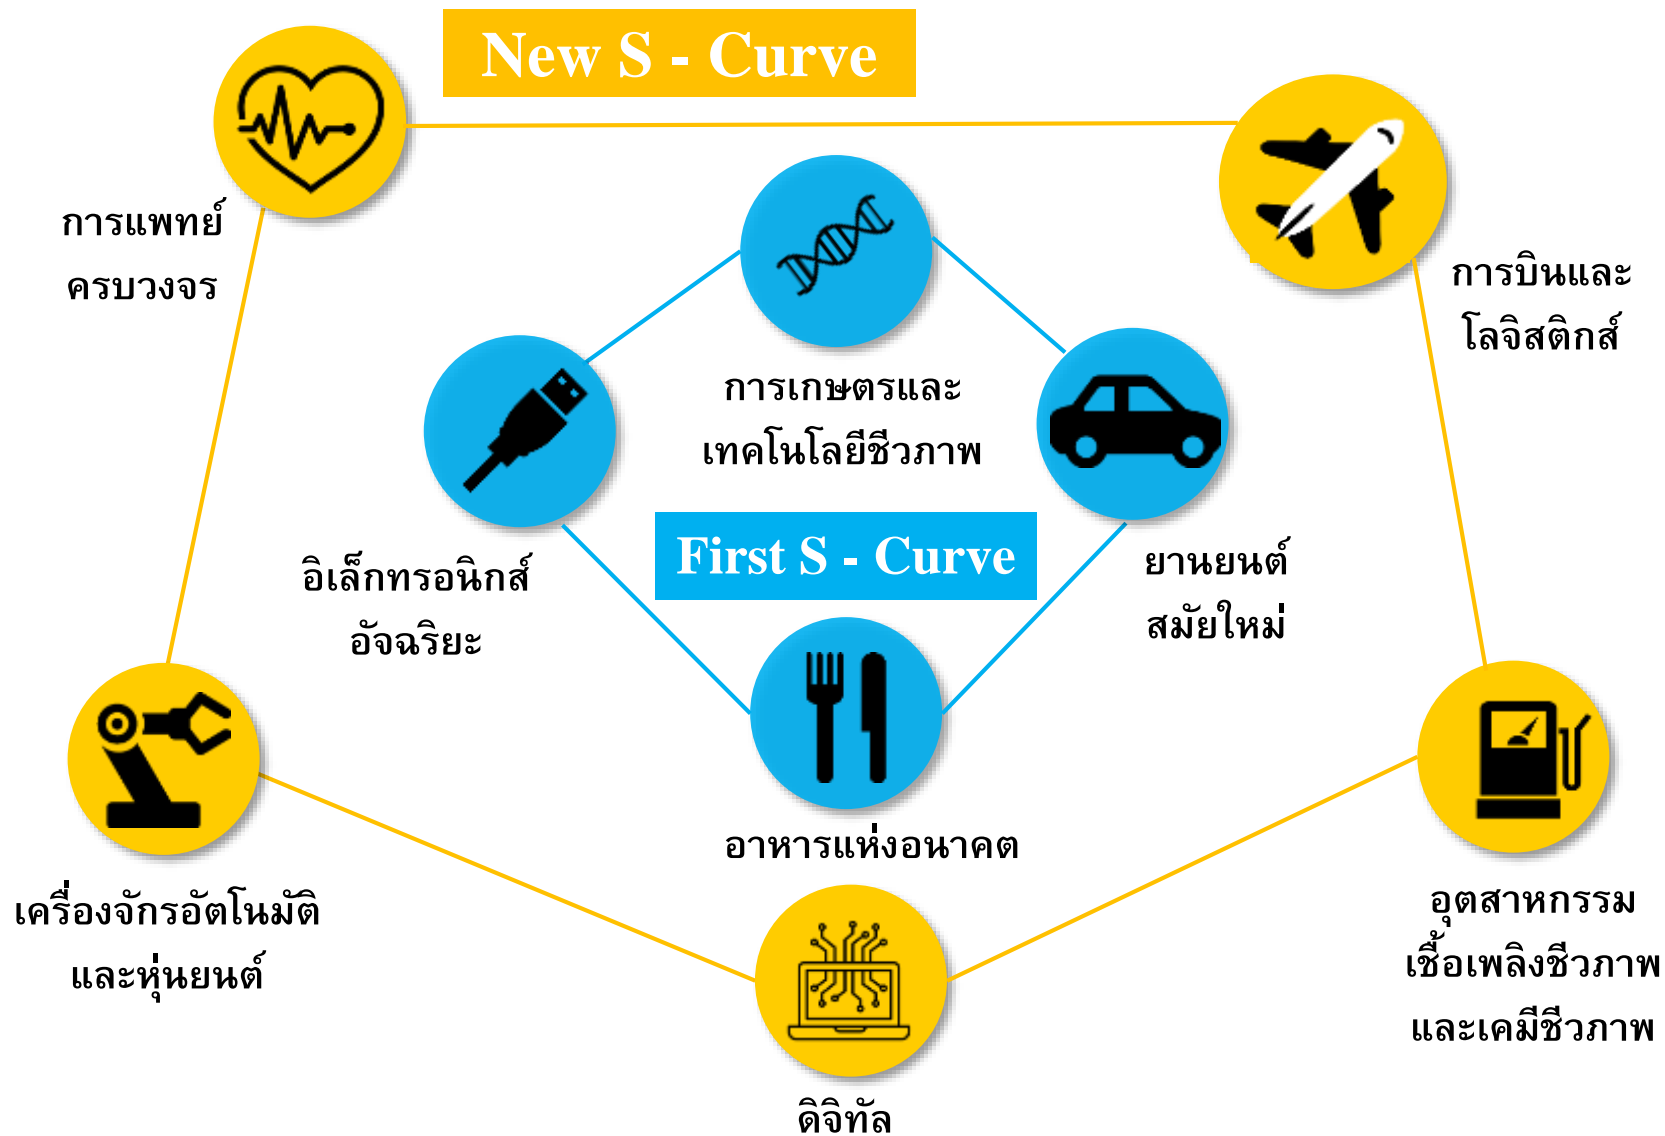 New S - Curve
การแพทย์
ครบวงจร
การบินและ
โลจิสติกส์
การเกษตรและ
เทคโนโลยีชีวภาพ
First S - Curve
อิเล็กทรอนิกส์
อัจฉริยะ
ยานยนต์
สมัยใหม่
อาหารแห่งอนาคต
เครื่องจักรอัตโนมัติ
และหุ่นยนต์
อุตสาหกรรม
เชื้อเพลิงชีวภาพ
และเคมีชีวภาพ
ดิจิทัล